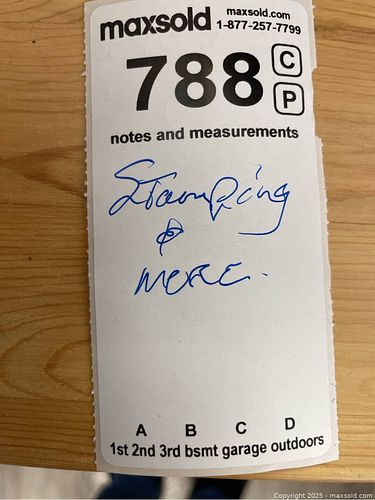 maxsold maxsold.com
1-877-257-7799
788 C
P
notes and measurements
Stamping
&
MORE.
A B C D
1st 2nd 3rd bsmt garage outdoors
Copyright 2025 - maxsold.com